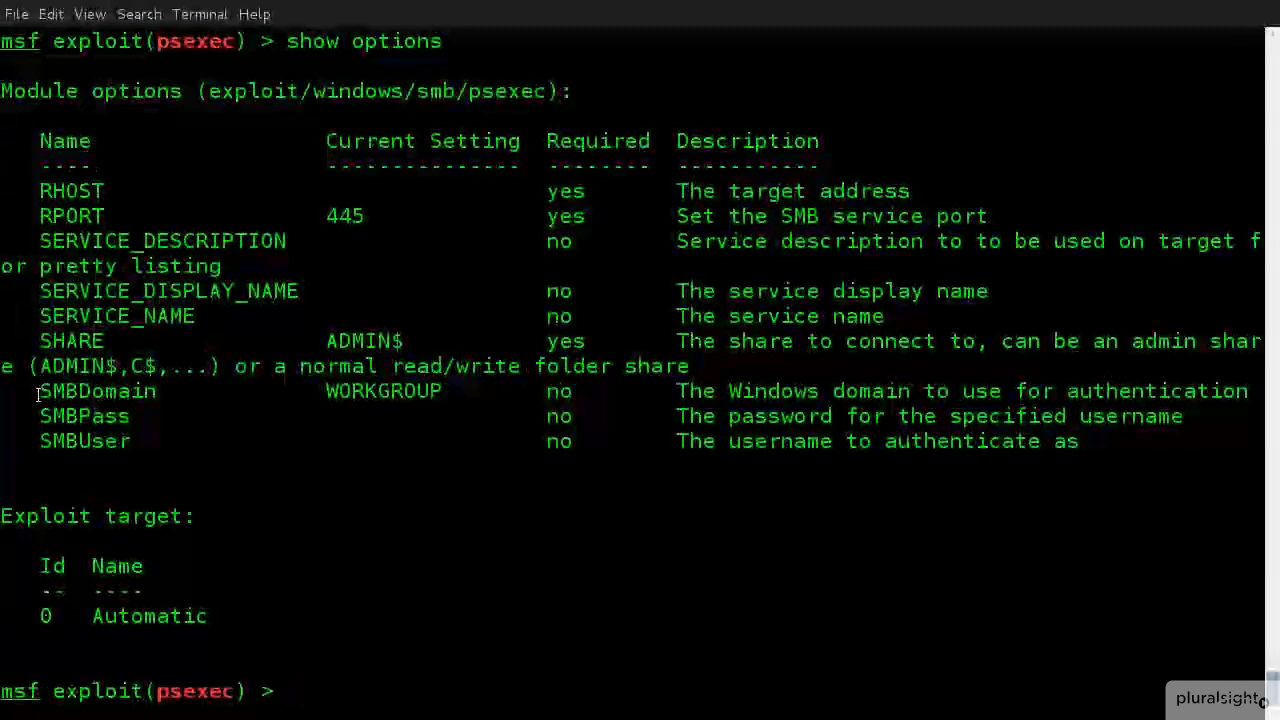 File Edit View Search Terminal Help
msf exploit(psexec) > show options
Module options (exploit/windows/smb/psexec):
Name Current Setting Required Description
---- --------------- -------- -----------
RHOST yes The target address
RPORT 445 yes Set the SMB service port
SERVICE_DESCRIPTION no Service description to to be used on target f
or pretty listing
SERVICE_DISPLAY_NAME no The service display name
SERVICE_NAME no The service name
SHARE ADMIN$ yes The share to connect to, can be an admin shar
e (ADMIN$,C$,...) or a normal read/write folder share
SMBDomain WORKGROUP no The Windows domain to use for authentication
SMBPass no The password for the specified username
SMBUser no The username to authenticate as
Exploit target:
Id Name
-- ----
0 Automatic
msf exploit(psexec) >
pluralsight